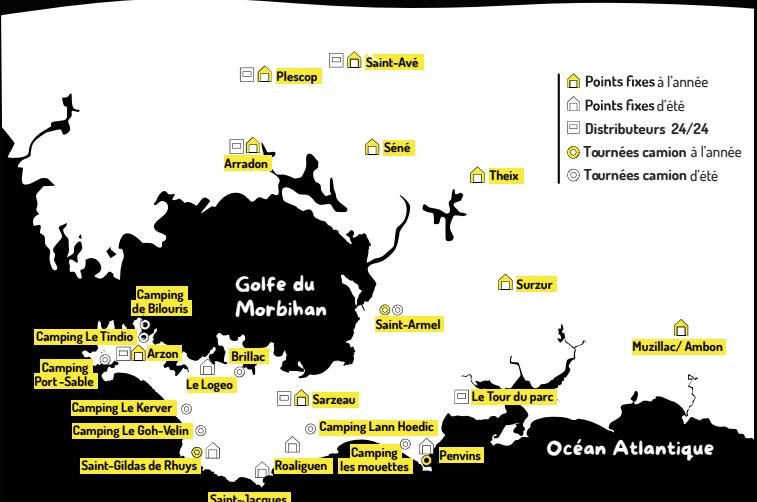 Saint-Avé
Plescop
Points fixes à l'année
Points fixes d'été
Distributeurs 24/24
Tournées camion à l'année
Tournées camion d'été
Séné
Arradon
Theix
Golfe du
Morbihan
Surzur
Camping
de Bilouris
Saint-Armel
Camping Le Tindio
Muzillac/ Ambon
Arzon
Brillac
Camping
Port-Sable
Le Logeo
Sarzeau
Le Tour du parc
Camping Le Kerver
Camping Lann Hoedic
Camping Le Goh-Velin
Océan Atlantique
Camping
les mouettes
Penvins
Saint-Gildas de Rhuys
Roaliguen
Saint-Jacques